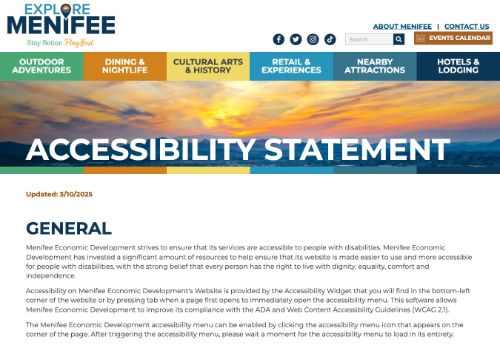 EXPLORE
MENIFEE
Stay Better. Play Best.
ABOUT MENIFEE | CONTACT US
Search
EVENTS CALENDAR
OUTDOOR ADVENTURES
DINING & NIGHTLIFE
CULTURAL ARTS & HISTORY
RETAIL & EXPERIENCES
NEARBY ATTRACTIONS
HOTELS & LODGING
ACCESSIBILITY STATEMENT
Updated: 3/10/2025
GENERAL
Menifee Economic Development strives to ensure that its services are accessible to people with disabilities. Menifee Economic
Development has invested a significant amount of resources to help ensure that its website is made easier to use and more accessible
for people with disabilities, with the strong belief that every person has the right to live with dignity, equality, comfort and
independence.
Accessibility on Menifee Economic Development's Website is provided by the Accessibility Widget that you will find in the bottom-left
corner of the website or by pressing tab when a page first opens to immediately open the accessibility menu. This software allows
Menifee Economic Development to improve its compliance with the ADA and Web Content Accessibility Guidelines (WCAG 2.1).
The Menifee Economic Development accessibility menu can be enabled by clicking the accessibility menu icon that appears on
the corner of the page. After triggering the accessibility menu, please wait a moment for the accessibility menu to load in its entirety.